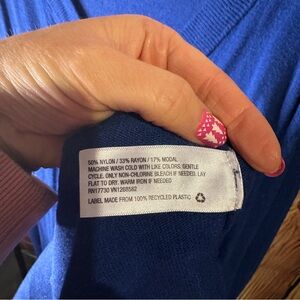 50% NYLON / 33% RAYON / 17% MODAL
MACHINE WASH COLD WITH LIKE COLORS. GENTLE
CYCLE. ONLY NON-CHLORINE BLEACH IF NEEDED. LAY
FLAT TO DRY. WARM IRON IF NEEDED
RN17730 VN1288562
LABEL MADE FROM 100% RECYCLED PLASTIC